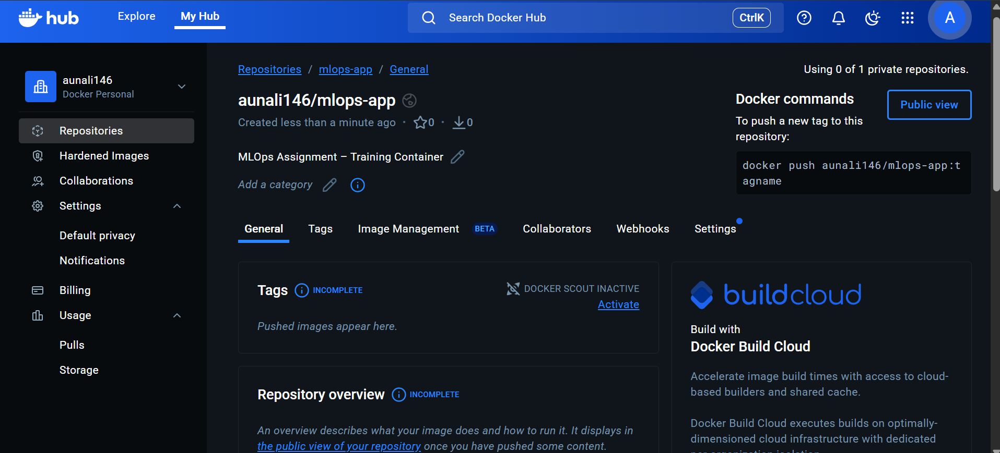 hub
Explore
My Hub
Search Docker Hub
CtrlK
A
aunali146
Docker Personal
Repositories
Hardened Images
Collaborations
Settings
Default privacy
Notifications
Billing
Usage
Pulls
Storage
Repositories / mlops-app / General
Using 0 of 1 private repositories.
aunali146/mlops-app
Created less than a minute ago · 0 · 0
MLOps Assignment – Training Container
Add a category
Docker commands
Public view
To push a new tag to this
repository:
docker push aunali146/mlops-app:t
agname
General
Tags
Image Management BETA
Collaborators
Webhooks
Settings
Tags INCOMPLETE
DOCKER SCOUT INACTIVE
Activate
Pushed images appear here.
Repository overview INCOMPLETE
An overview describes what your image does and how to run it. It displays in
the public view of your repository once you have pushed some content.
buildcloud
Build with
Docker Build Cloud
Accelerate image build times with access to cloud-
based builders and shared cache.
Docker Build Cloud executes builds on optimally-
dimensioned cloud infrastructure with dedicated
per-organization isolation.